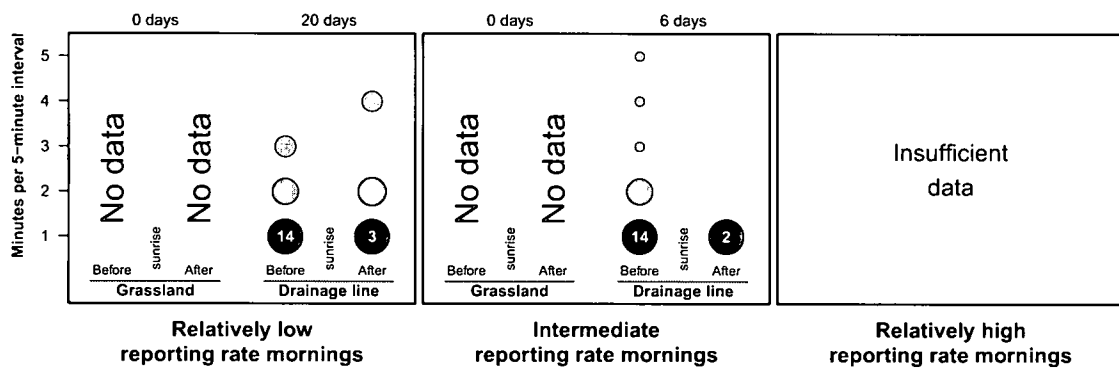 0 days
20 days
0 days
6 days
Minutes per 5−minute interval
5
4
3
2
1
No data
No data
14
3
sunrise
sunrise
Before
After
Before
After
Grassland
Drainage line
No data
No data
14
2
sunrise
sunrise
Before
After
Before
After
Grassland
Drainage line
Insufficient
data
Relatively low
reporting rate mornings
Intermediate
reporting rate mornings
Relatively high
reporting rate mornings